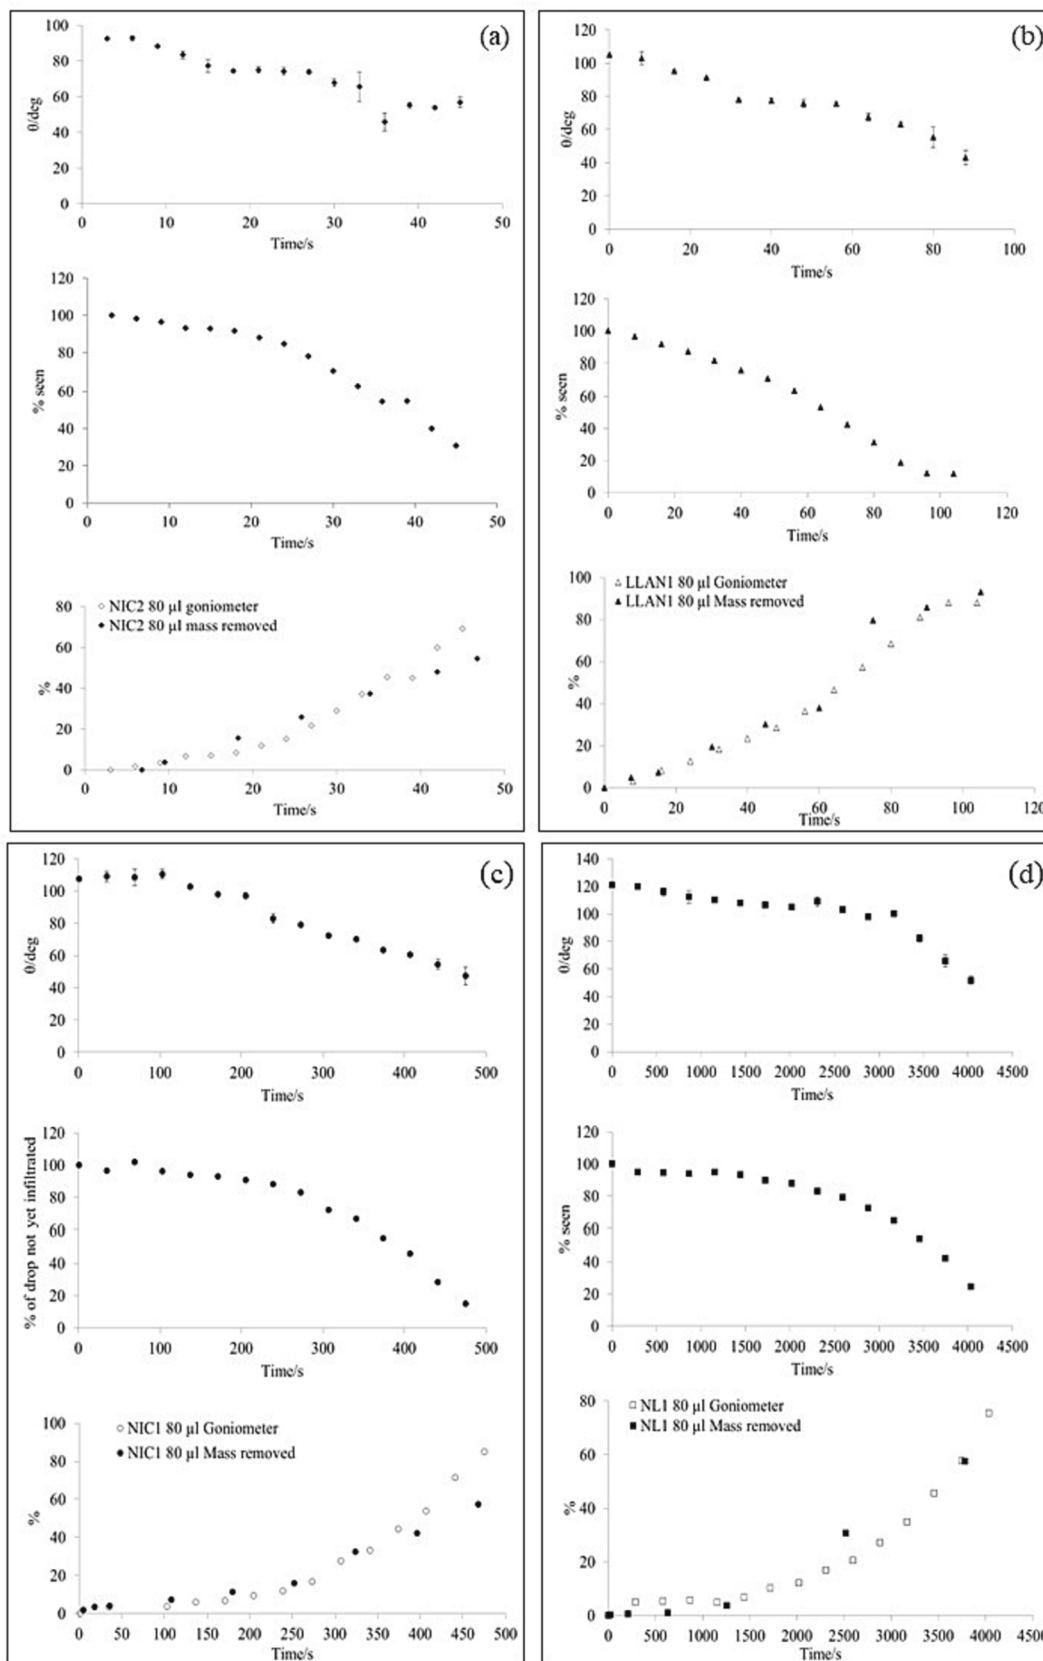 (a)
100
80
60
40
20
0
θ/deg
0 10 20 30 40 50
Time/s
120
100
80
60
40
20
0
% seen
0 10 20 30 40 50
Time/s
80
60
40
20
0
%
NIC2 80 µl goniometer
NIC2 80 µl mass removed
0 10 20 30 40 50
Time/s
(b)
120
100
80
60
40
20
0
θ/deg
0 20 40 60 80 100
Time/s
120
100
80
60
40
20
0
% seen
0 20 40 60 80 100 120
Time/s
100
80
60
40
20
0
%
LLAN1 80 µl Goniometer
LLAN1 80 µl Mass removed
0 20 40 60 80 100 120
Time/s
(c)
120
100
80
60
40
20
0
θ/deg
0 100 200 300 400 500
Time/s
120
100
80
60
40
20
0
% of drop not yet infiltrated
0 100 200 300 400 500
Time/s
100
80
60
40
20
0
%
NIC1 80 µl Goniometer
NIC1 80 µl Mass removed
0 50 100 150 200 250 300 350 400 450 500
Time/s
(d)
140
120
100
80
60
40
20
0
θ/deg
0 500 1000 1500 2000 2500 3000 3500 4000 4500
Time/s
120
100
80
60
40
20
0
% seen
0 500 1000 1500 2000 2500 3000 3500 4000 4500
Time/s
80
60
40
20
0
%
NL1 80 µl Goniometer
NL1 80 µl Mass removed
0 500 1000 1500 2000 2500 3000 3500 4000 4500
Time/s